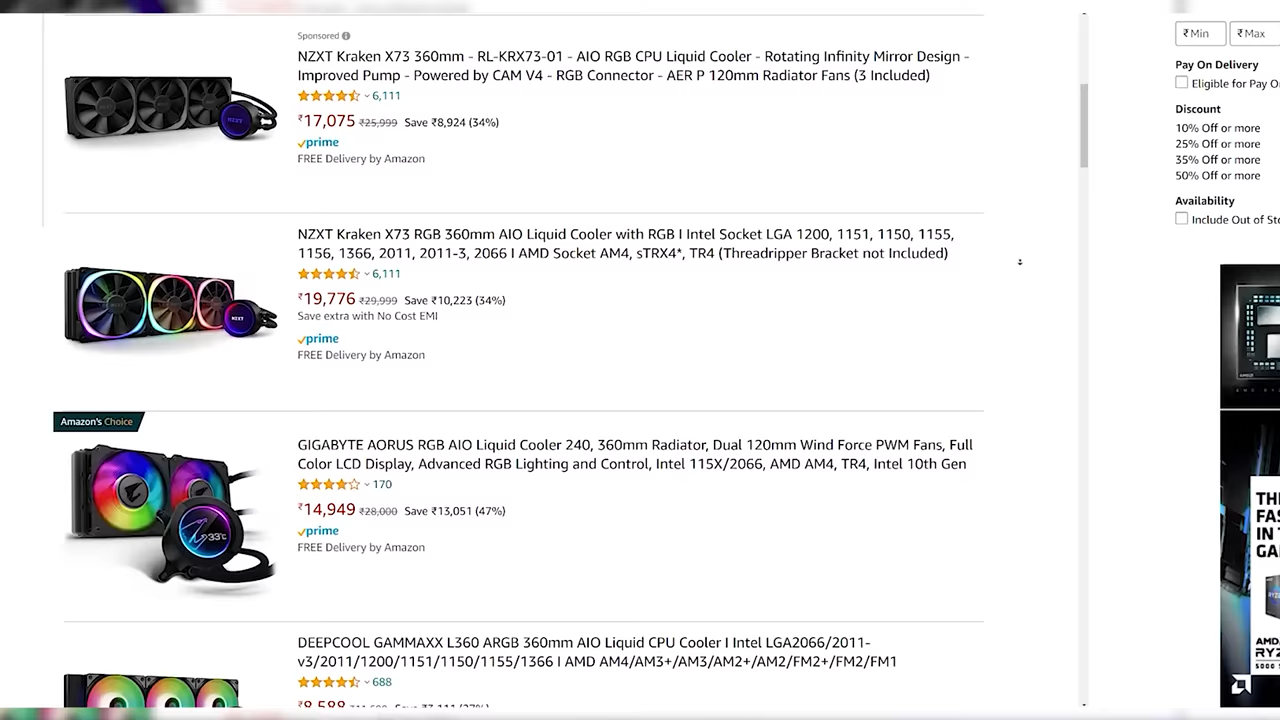 Sponsored
NZXT Kraken X73 360mm - RL-KRX73-01 - AIO RGB CPU Liquid Cooler - Rotating Infinity Mirror Design -
Improved Pump - Powered by CAM V4 - RGB Connector - AER P 120mm Radiator Fans (3 Included)
6,111
₹17,075 ₹25,999 Save ₹8,924 (34%)
prime
FREE Delivery by Amazon
NZXT Kraken X73 RGB 360mm AIO Liquid Cooler with RGB I Intel Socket LGA 1200, 1151, 1150, 1155,
1156, 1366, 2011, 2011-3, 2066 I AMD Socket AM4, sTRX4*, TR4 (Threadripper Bracket not Included)
6,111
₹19,776 ₹29,999 Save ₹10,223 (34%)
Save extra with No Cost EMI
prime
FREE Delivery by Amazon
Amazon's Choice
GIGABYTE AORUS RGB AIO Liquid Cooler 240, 360mm Radiator, Dual 120mm Wind Force PWM Fans, Full
Color LCD Display, Advanced RGB Lighting and Control, Intel 115X/2066, AMD AM4, TR4, Intel 10th Gen
170
₹14,949 ₹28,000 Save ₹13,051 (47%)
prime
FREE Delivery by Amazon
33°C
DEEPCOOL GAMMAXX L360 ARGB 360mm AIO Liquid CPU Cooler I Intel LGA2066/2011-
v3/2011/1200/1151/1150/1155/1366 I AMD AM4/AM3+/AM3/AM2+/AM2/FM2+/FM2/FM1
688
₹8,588
₹Min ₹Max
Pay On Delivery
Eligible for Pay
Discount
10% Off or more
25% Off or more
35% Off or more
50% Off or more
Availability
Include Out of
NZXT
NZXT
RYZ
5000